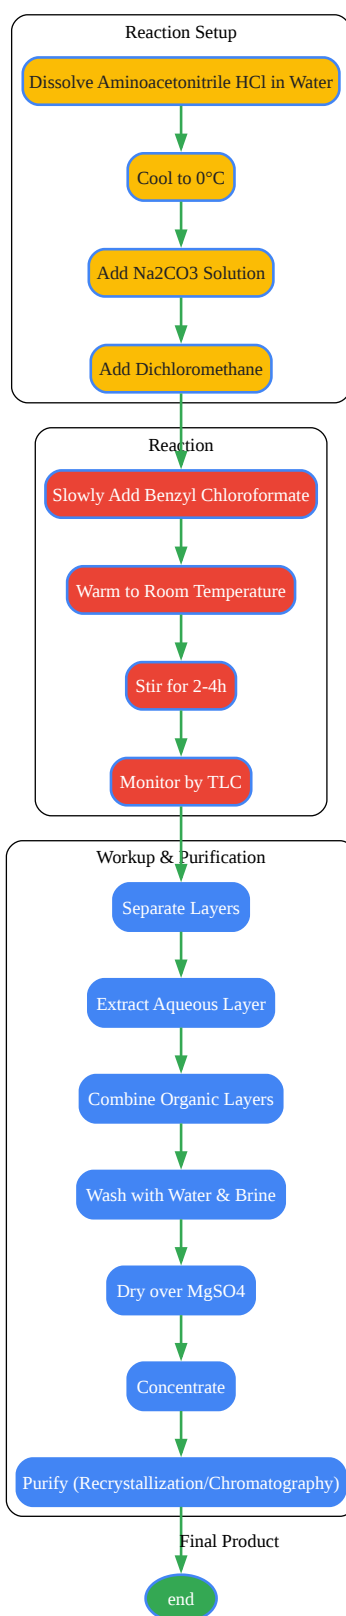 Reaction Setup
Dissolve Aminoacetonitrile HCl in Water
Cool to 0°C
Add Na2CO3 Solution
Add Dichloromethane
Reaction
Slowly Add Benzyl Chloroformate
Warm to Room Temperature
Stir for 2-4h
Monitor by TLC
Workup & Purification
Separate Layers
Extract Aqueous Layer
Combine Organic Layers
Wash with Water & Brine
Dry over MgSO4
Concentrate
Purify (Recrystallization/Chromatography)
Final Product
end